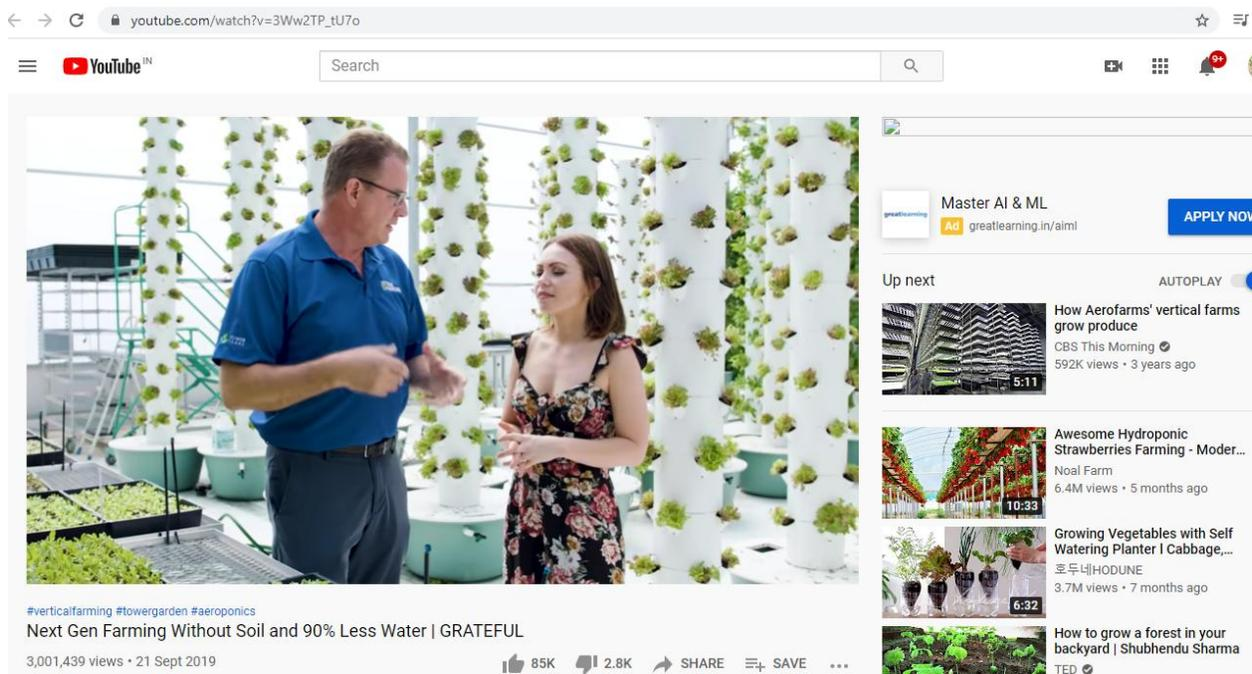 youtube.com/watch?v=3Ww2TP_tU7o
YouTube IN
Search
9+
#verticalfarming #towergarden #aeroponics
Next Gen Farming Without Soil and 90% Less Water | GRATEFUL
3,001,439 views • 21 Sept 2019
85K
2.8K
SHARE
SAVE
greatlearning
Master AI & ML
Ad greatlearning.in/aiml
APPLY NOW
Up next
AUTOPLAY
5:11
How Aerofarms' vertical farms
grow produce
CBS This Morning
592K views • 3 years ago
10:33
Awesome Hydroponic
Strawberries Farming - Moder...
Noal Farm
6.4M views • 5 months ago
6:32
Growing Vegetables with Self
Watering Planter l Cabbage,...
호두네HODUNE
3.7M views • 7 months ago
How to grow a forest in your
backyard | Shubhendu Sharma
TED